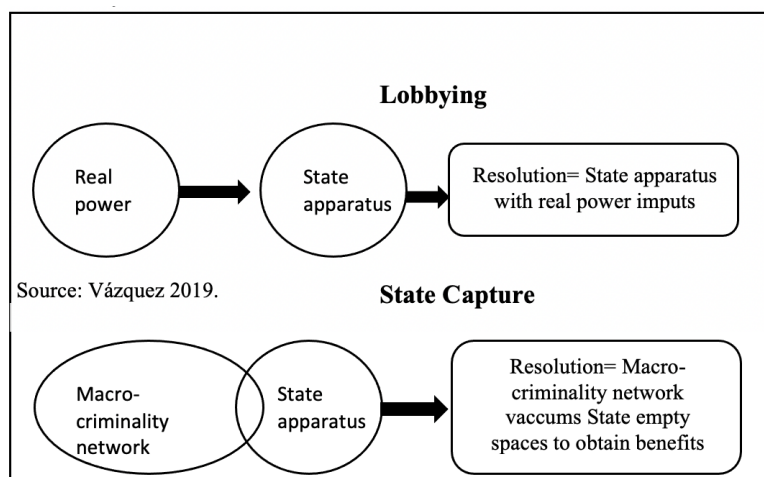 Lobbying
Real
power
State
apparatus
Resolution= State apparatus
with real power imputs
Source: Vázquez 2019.
State Capture
Macro-
criminality
network
State
apparatus
Resolution= Macro-
criminality network
vaccums State empty
spaces to obtain benefits